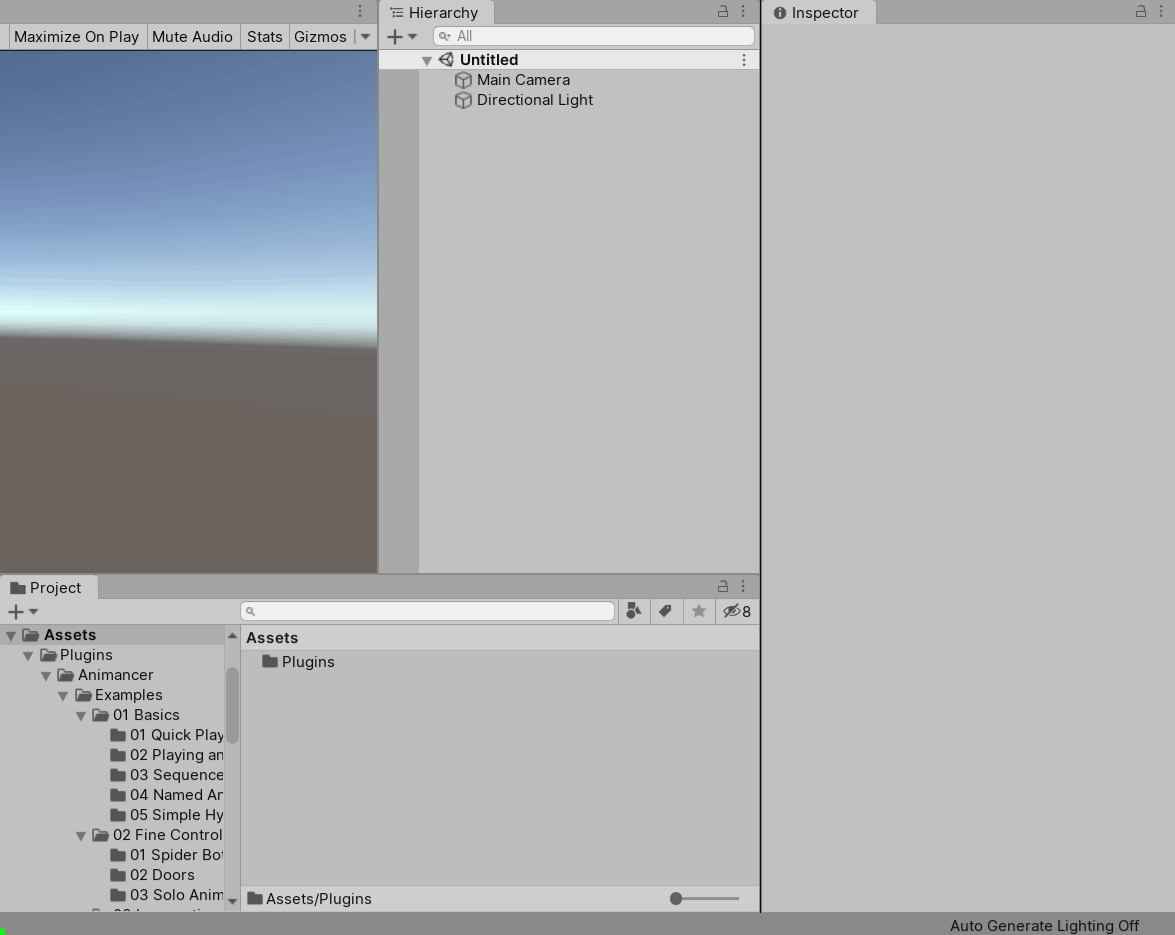 Hierarchy
Inspector
Maximize On Play
Mute Audio
Stats
Gizmos
All
Untitled
Main Camera
Directional Light
Project
8
Assets
Plugins
Animancer
Examples
01 Basics
01 Quick Play
02 Playing an
03 Sequence
04 Named An
05 Simple Hy
02 Fine Control
01 Spider Bot
02 Doors
03 Solo Anim
Assets
Plugins
Assets/Plugins
Auto Generate Lighting Off